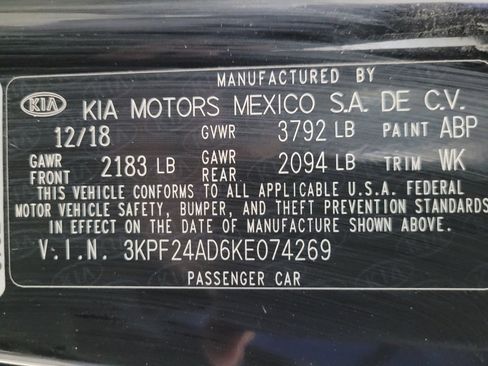 MANUFACTURED BY
KIA KIA MOTORS MEXICO S.A. DE C.V.
12/18 GVWR 3792 LB PAINT ABP
GAWR FRONT 2183 LB GAWR REAR 2094 LB TRIM WK
THIS VEHICLE CONFORMS TO ALL APPLICABLE U.S.A. FEDERAL
MOTOR VEHICLE SAFETY, BUMPER, AND THEFT PREVENTION STANDARDS
IN EFFECT ON THE DATE OF MANUFACTURE SHOWN ABOVE.
V.I.N. 3KPF24AD6KE074269
PASSENGER CAR